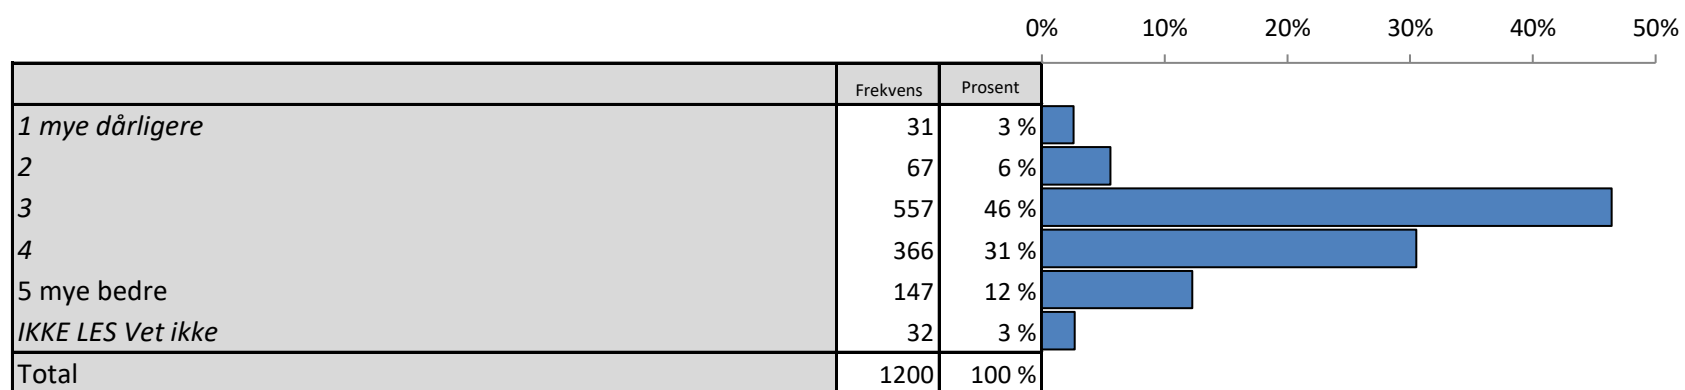 0% 10% 20% 30% 40% 50%
Frekvens Prosent
1 mye dårligere 31 3 %
2 67 6 %
3 557 46 %
4 366 31 %
5 mye bedre 147 12 %
IKKE LES Vet ikke 32 3 %
Total 1200 100 %